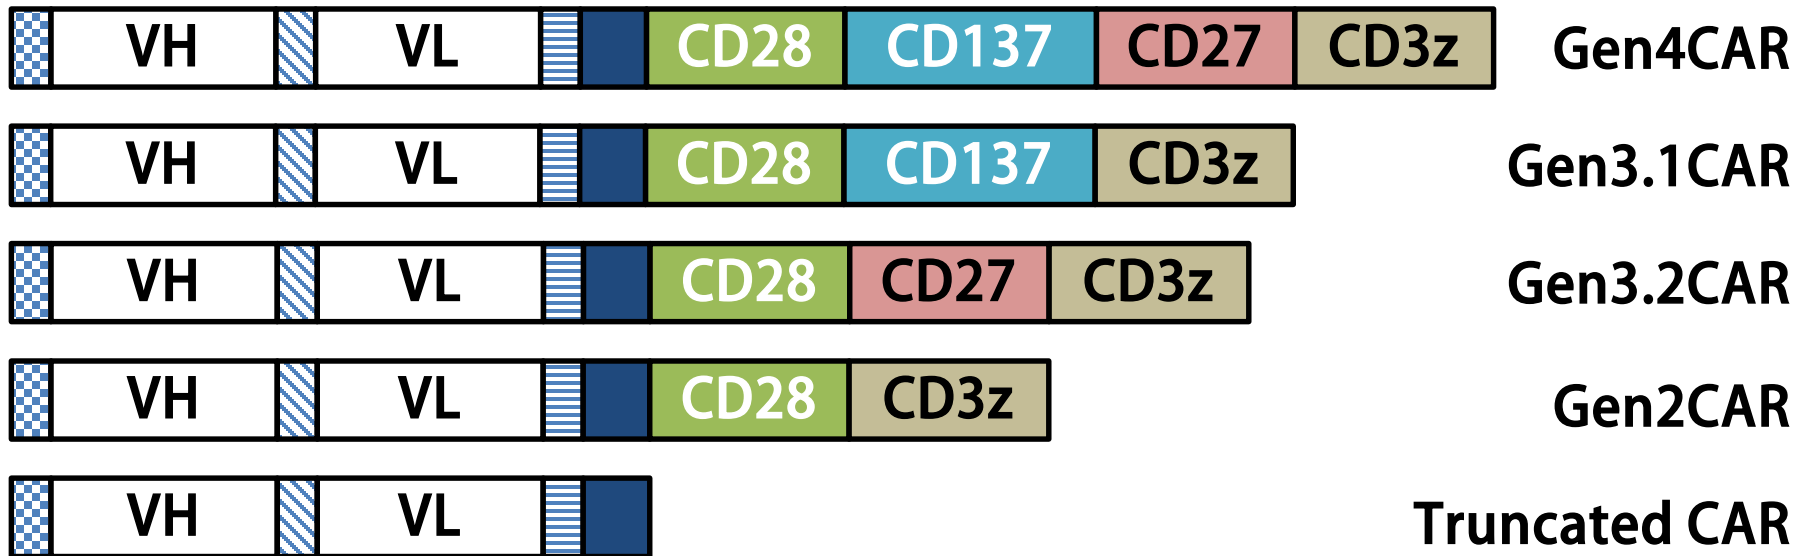 VH VL CD28 CD137 CD27 CD3z Gen4CAR
VH VL CD28 CD137 CD3z Gen3.1CAR
VH VL CD28 CD27 CD3z Gen3.2CAR
VH VL CD28 CD3z Gen2CAR
VH VL Truncated CAR